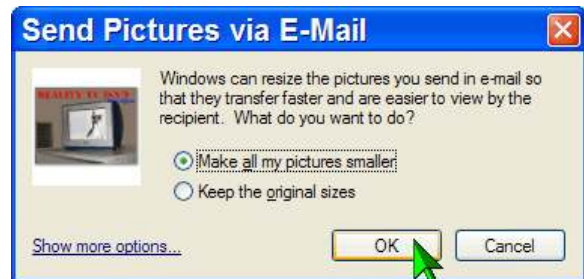 Send Pictures via E-Mail
Windows can resize the pictures you send in e-mail so
that they transfer faster and are easier to view by the
recipient. What do you want to do?
Make all my pictures smaller
Keep the original sizes
Show more options...
OK
Cancel